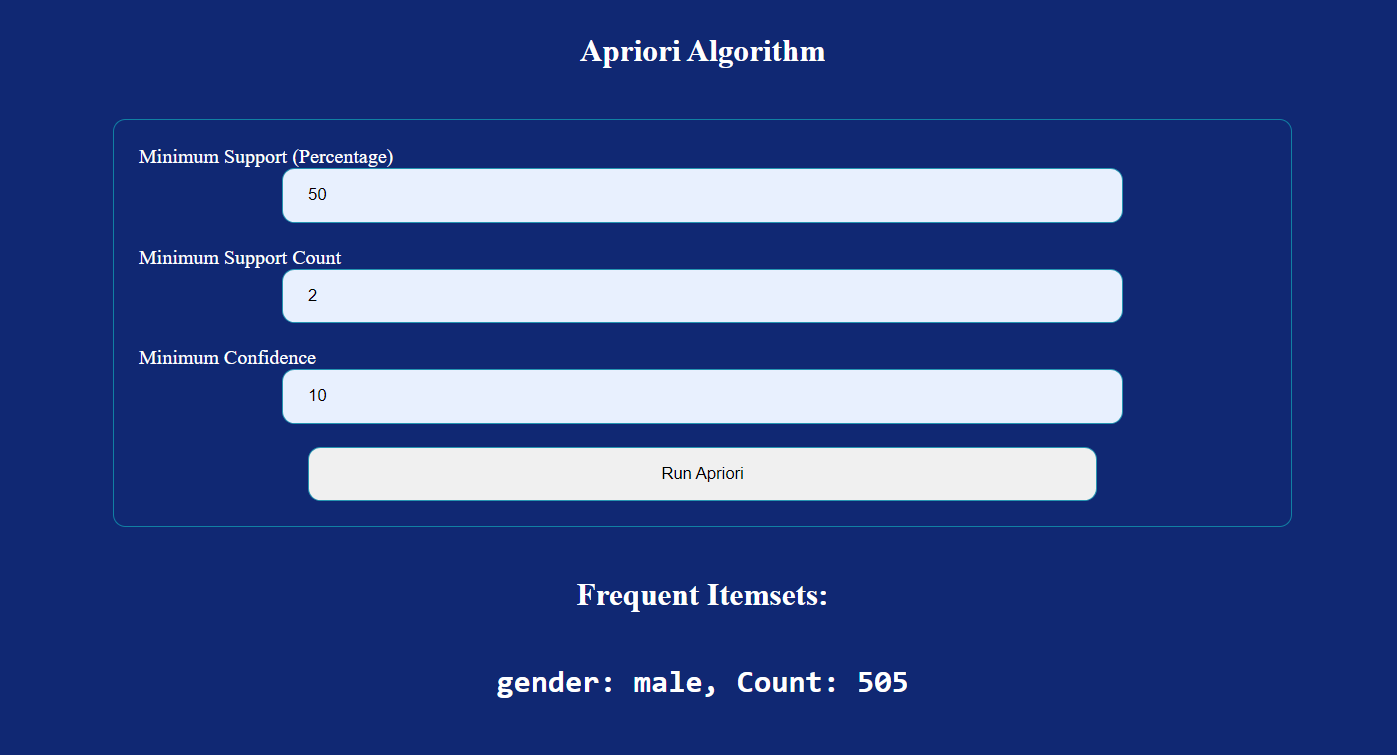 Apriori Algorithm
Minimum Support (Percentage)
50
Minimum Support Count
2
Minimum Confidence
10
Run Apriori
Frequent Itemsets:
gender: male, Count: 505